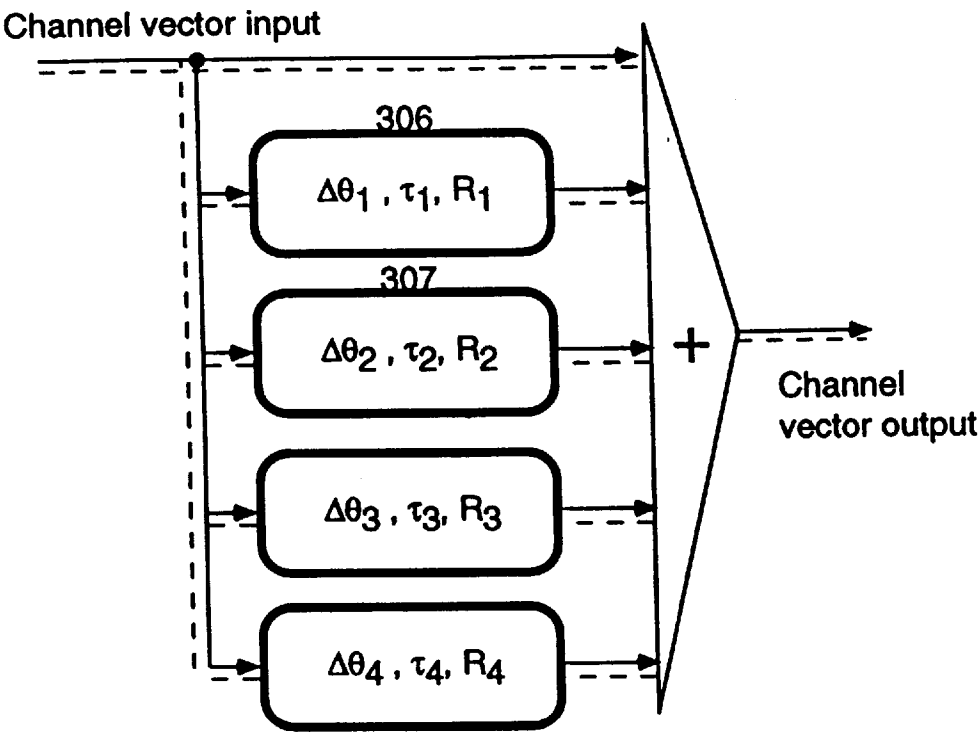 Channel vector input
306
Δθ1 , τ1, R1
307
Δθ2 , τ2, R2
+
Channel
vector output
Δθ3 , τ3, R3
Δθ4 , τ4, R4